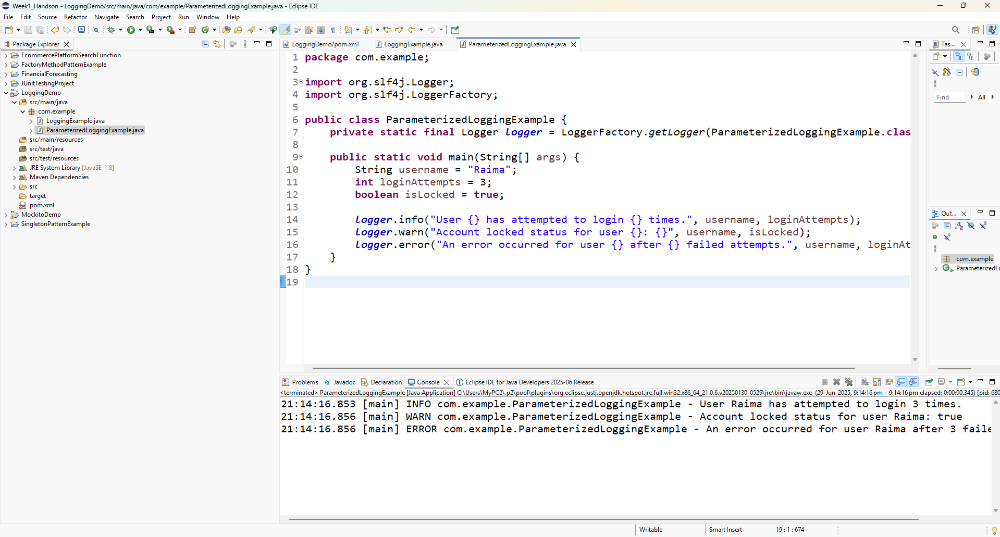 Week1_Handson - LoggingDemo/src/main/java/com/example/ParameterizedLoggingExample.java - Eclipse IDE
File Edit Source Refactor Navigate Search Project Run Window Help
Package Explorer
EcommercePlatformSearchFunction
FactoryMethodPatternExample
FinancialForecasting
JUnitTestingProject
LoggingDemo
src/main/java
com.example
LoggingExample.java
ParameterizedLoggingExample.java
src/main/resources
src/test/java
src/test/resources
JRE System Library [JavaSE-1.8]
Maven Dependencies
src
target
pom.xml
MockitoDemo
SingletonPatternExample
LoggingDemo/pom.xml LoggingExample.java ParameterizedLoggingExample.java
1 package com.example;
2
3 import org.slf4j.Logger;
4 import org.slf4j.LoggerFactory;
5
6 public class ParameterizedLoggingExample {
7 private static final Logger logger = LoggerFactory.getLogger(ParameterizedLoggingExample.clas
8
9 public static void main(String[] args) {
10 String username = "Raima";
11 int loginAttempts = 3;
12 boolean isLocked = true;
13
14 logger.info("User {} has attempted to login {} times.", username, loginAttempts);
15 logger.warn("Account locked status for user {}: {}", username, isLocked);
16 logger.error("An error occurred for user {} after {} failed attempts.", username, loginAt
17 }
18 }
19
Tas...
Find All
Out...
com.example
ParameterizedLo
Problems @ Javadoc Declaration Console Eclipse IDE for Java Developers 2025-06 Release
<terminated> ParameterizedLoggingExample [Java Application] C:\Users\MyPC2\.p2\pool\plugins\org.eclipse.justj.openjdk.hotspot.jre.full.win32.x86_64_21.0.6.v20250130-0529\jre\bin\javaw.exe (29-Jun-2025, 9:14:16 pm – 9:14:16 pm elapsed: 0:00:00.345) [pid: 680
21:14:16.853 [main] INFO com.example.ParameterizedLoggingExample - User Raima has attempted to login 3 times.
21:14:16.856 [main] WARN com.example.ParameterizedLoggingExample - Account locked status for user Raima: true
21:14:16.856 [main] ERROR com.example.ParameterizedLoggingExample - An error occurred for user Raima after 3 faile
Writable Smart Insert 19 : 1 : 674